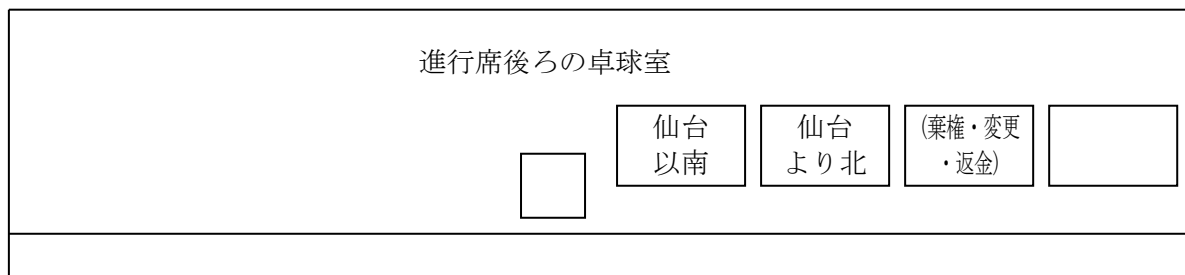 進行席後ろの卓球室
仙台
以南
仙台
より北
(棄権・変更
・返金)